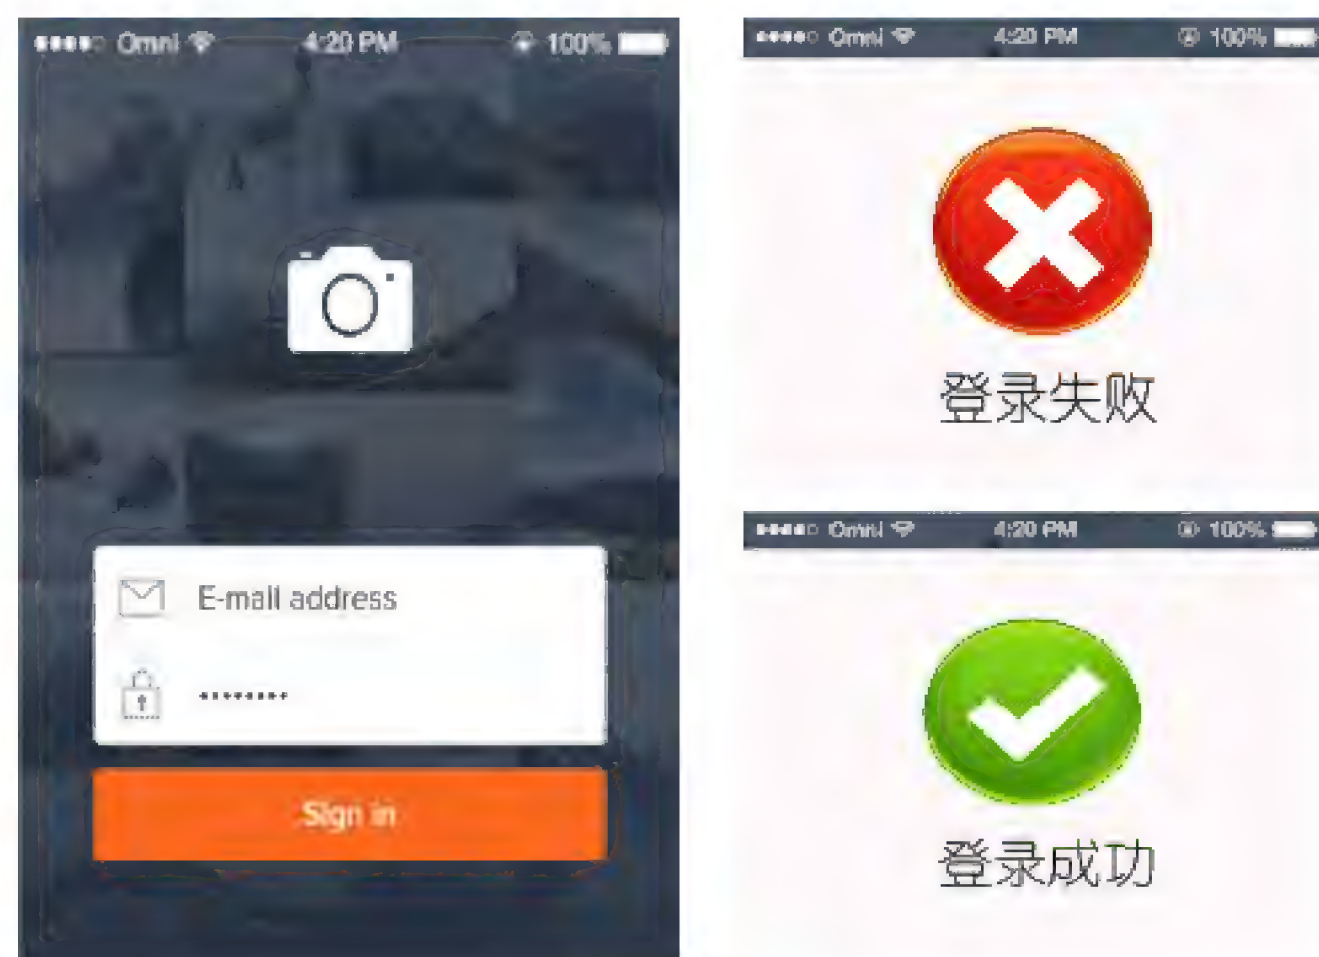 Omni 4:20 PM 100%
E-mail address
••••••••
Sign in
Omni 4:20 PM 100%
登录失败
Omni 4:20 PM 100%
登录成功